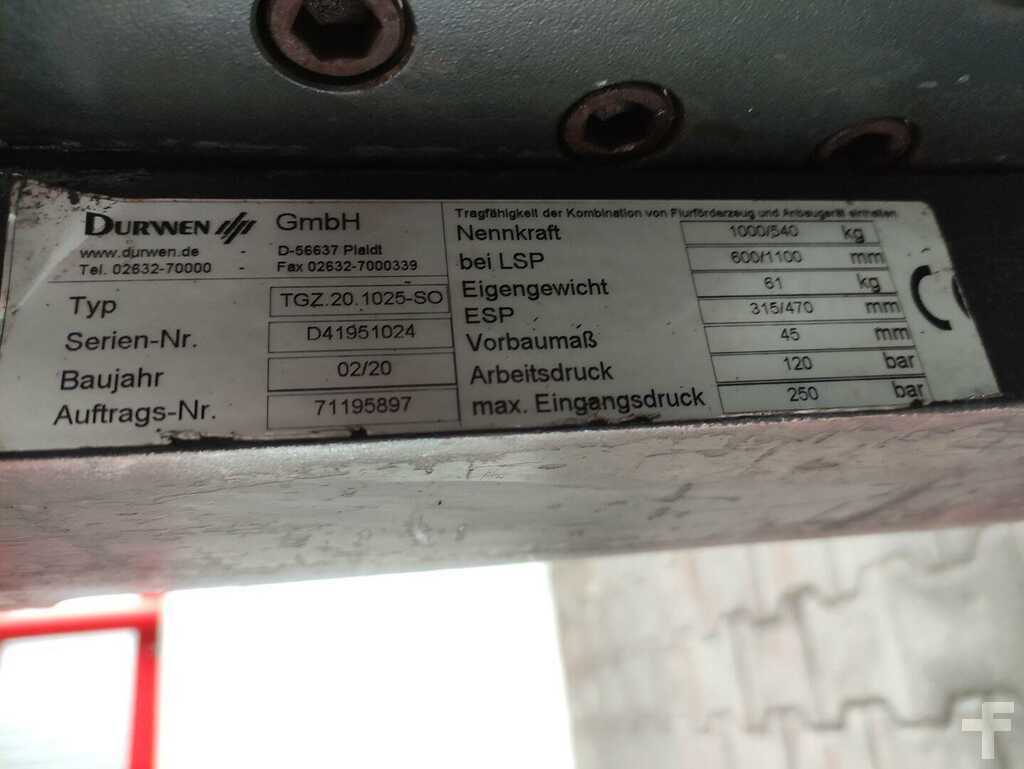 DURWEN GmbH
www.durwen.de - D-56637 Plaidt
Tel. 02632-70000 - Fax 02632-7000339
Typ TGZ.20.1025-SO
Serien-Nr. D41951024
Baujahr 02/20
Auftrags-Nr. 71195897
Tragfähigkeit der Kombination von Flurförderzeug und Anbaugerät einhalten
Nennkraft 1000/540 kg
bei LSP 600/1100 mm
Eigengewicht 61 kg
ESP 315/470 mm
Vorbaumaß 45 mm
Arbeitsdruck 120 bar
max. Eingangsdruck 250 bar
CE